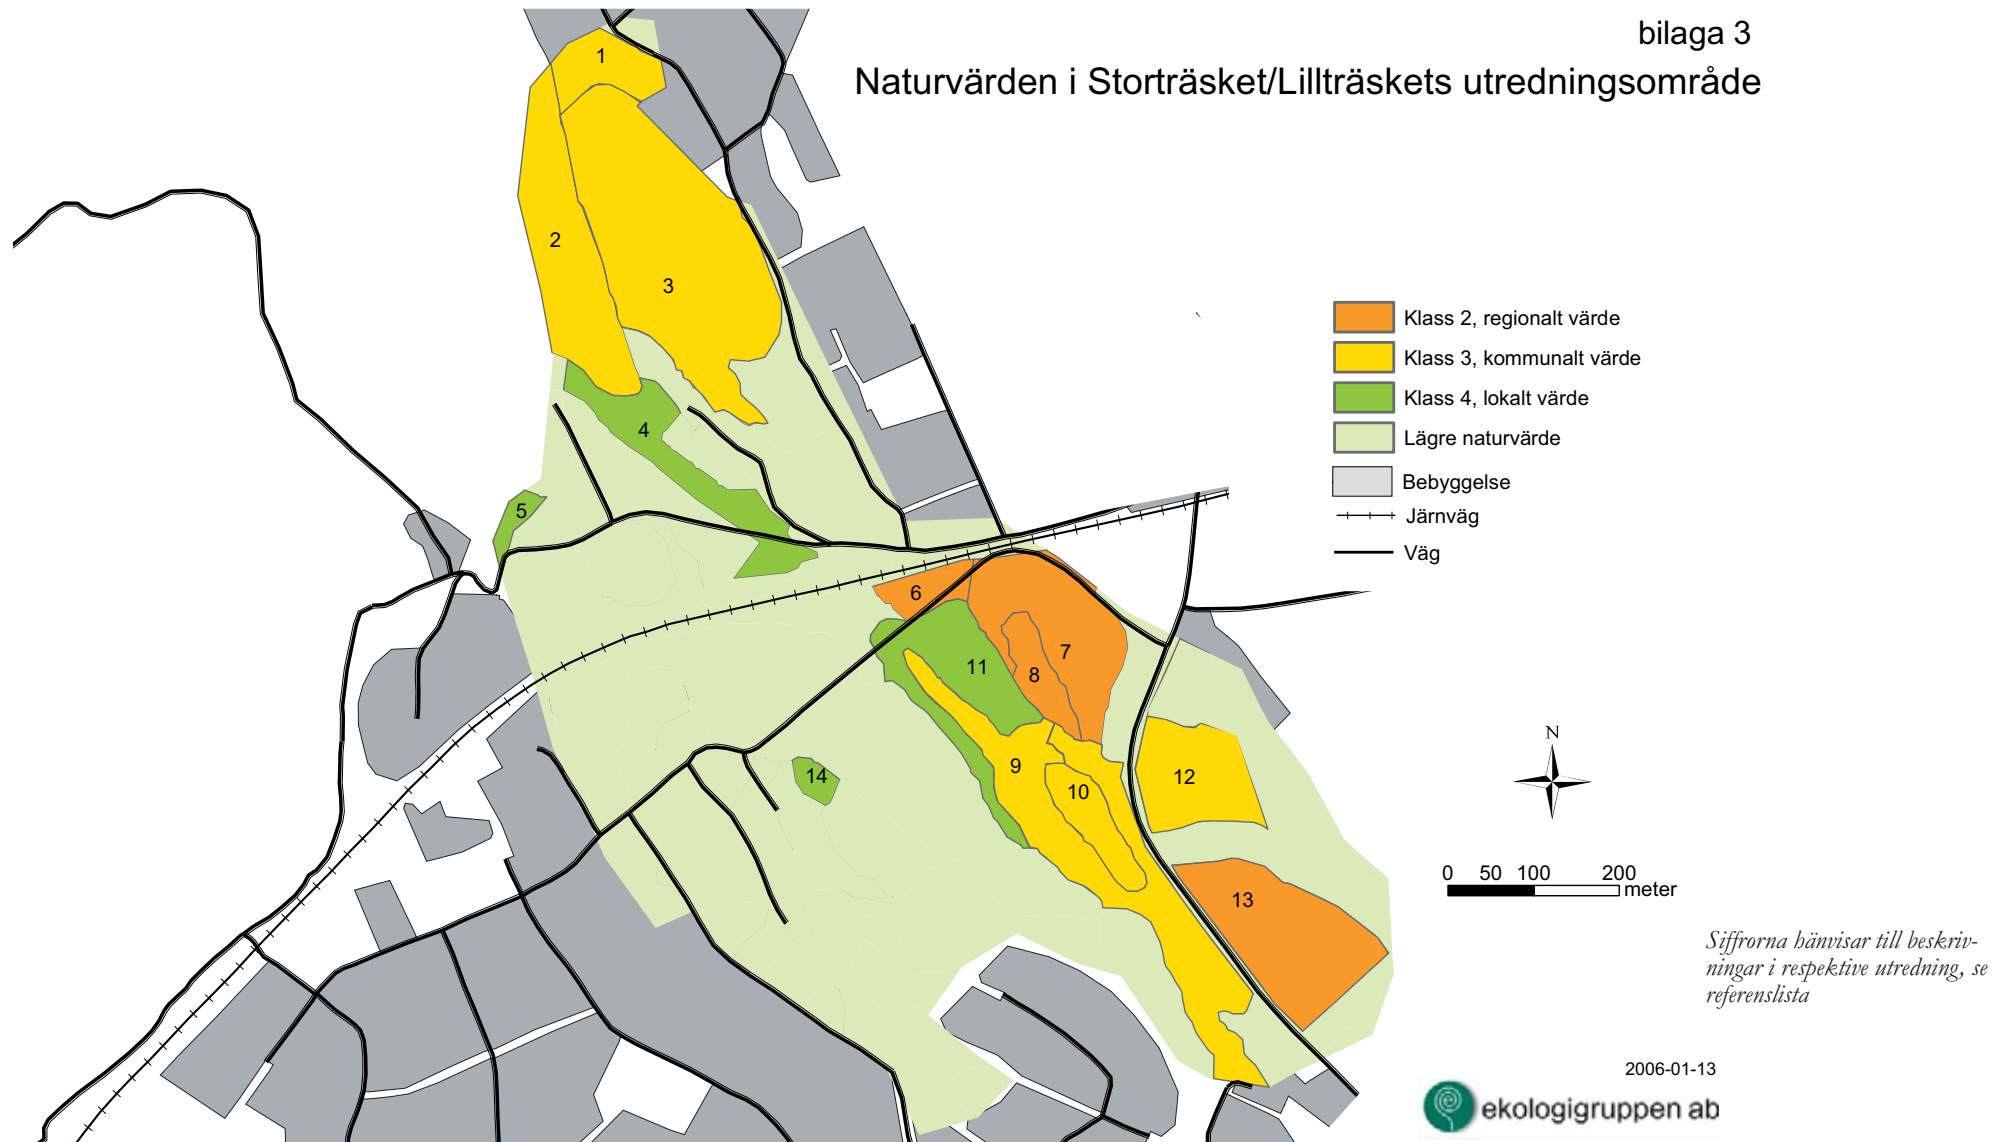 bilaga 3
Naturvärden i Storträsket/Lillträskets utredningsområde
1
2
3
4
5
6
7
8
9
10
11
12
13
14
Klass 2, regionalt värde
Klass 3, kommunalt värde
Klass 4, lokalt värde
Lägre naturvärde
Bebyggelse
Järnväg
Väg
N
0 50 100 200
meter
Siffrorna hänvisar till beskriv-
ningar i respektive utredning, se
referenslista
2006-01-13
ekologigruppen ab